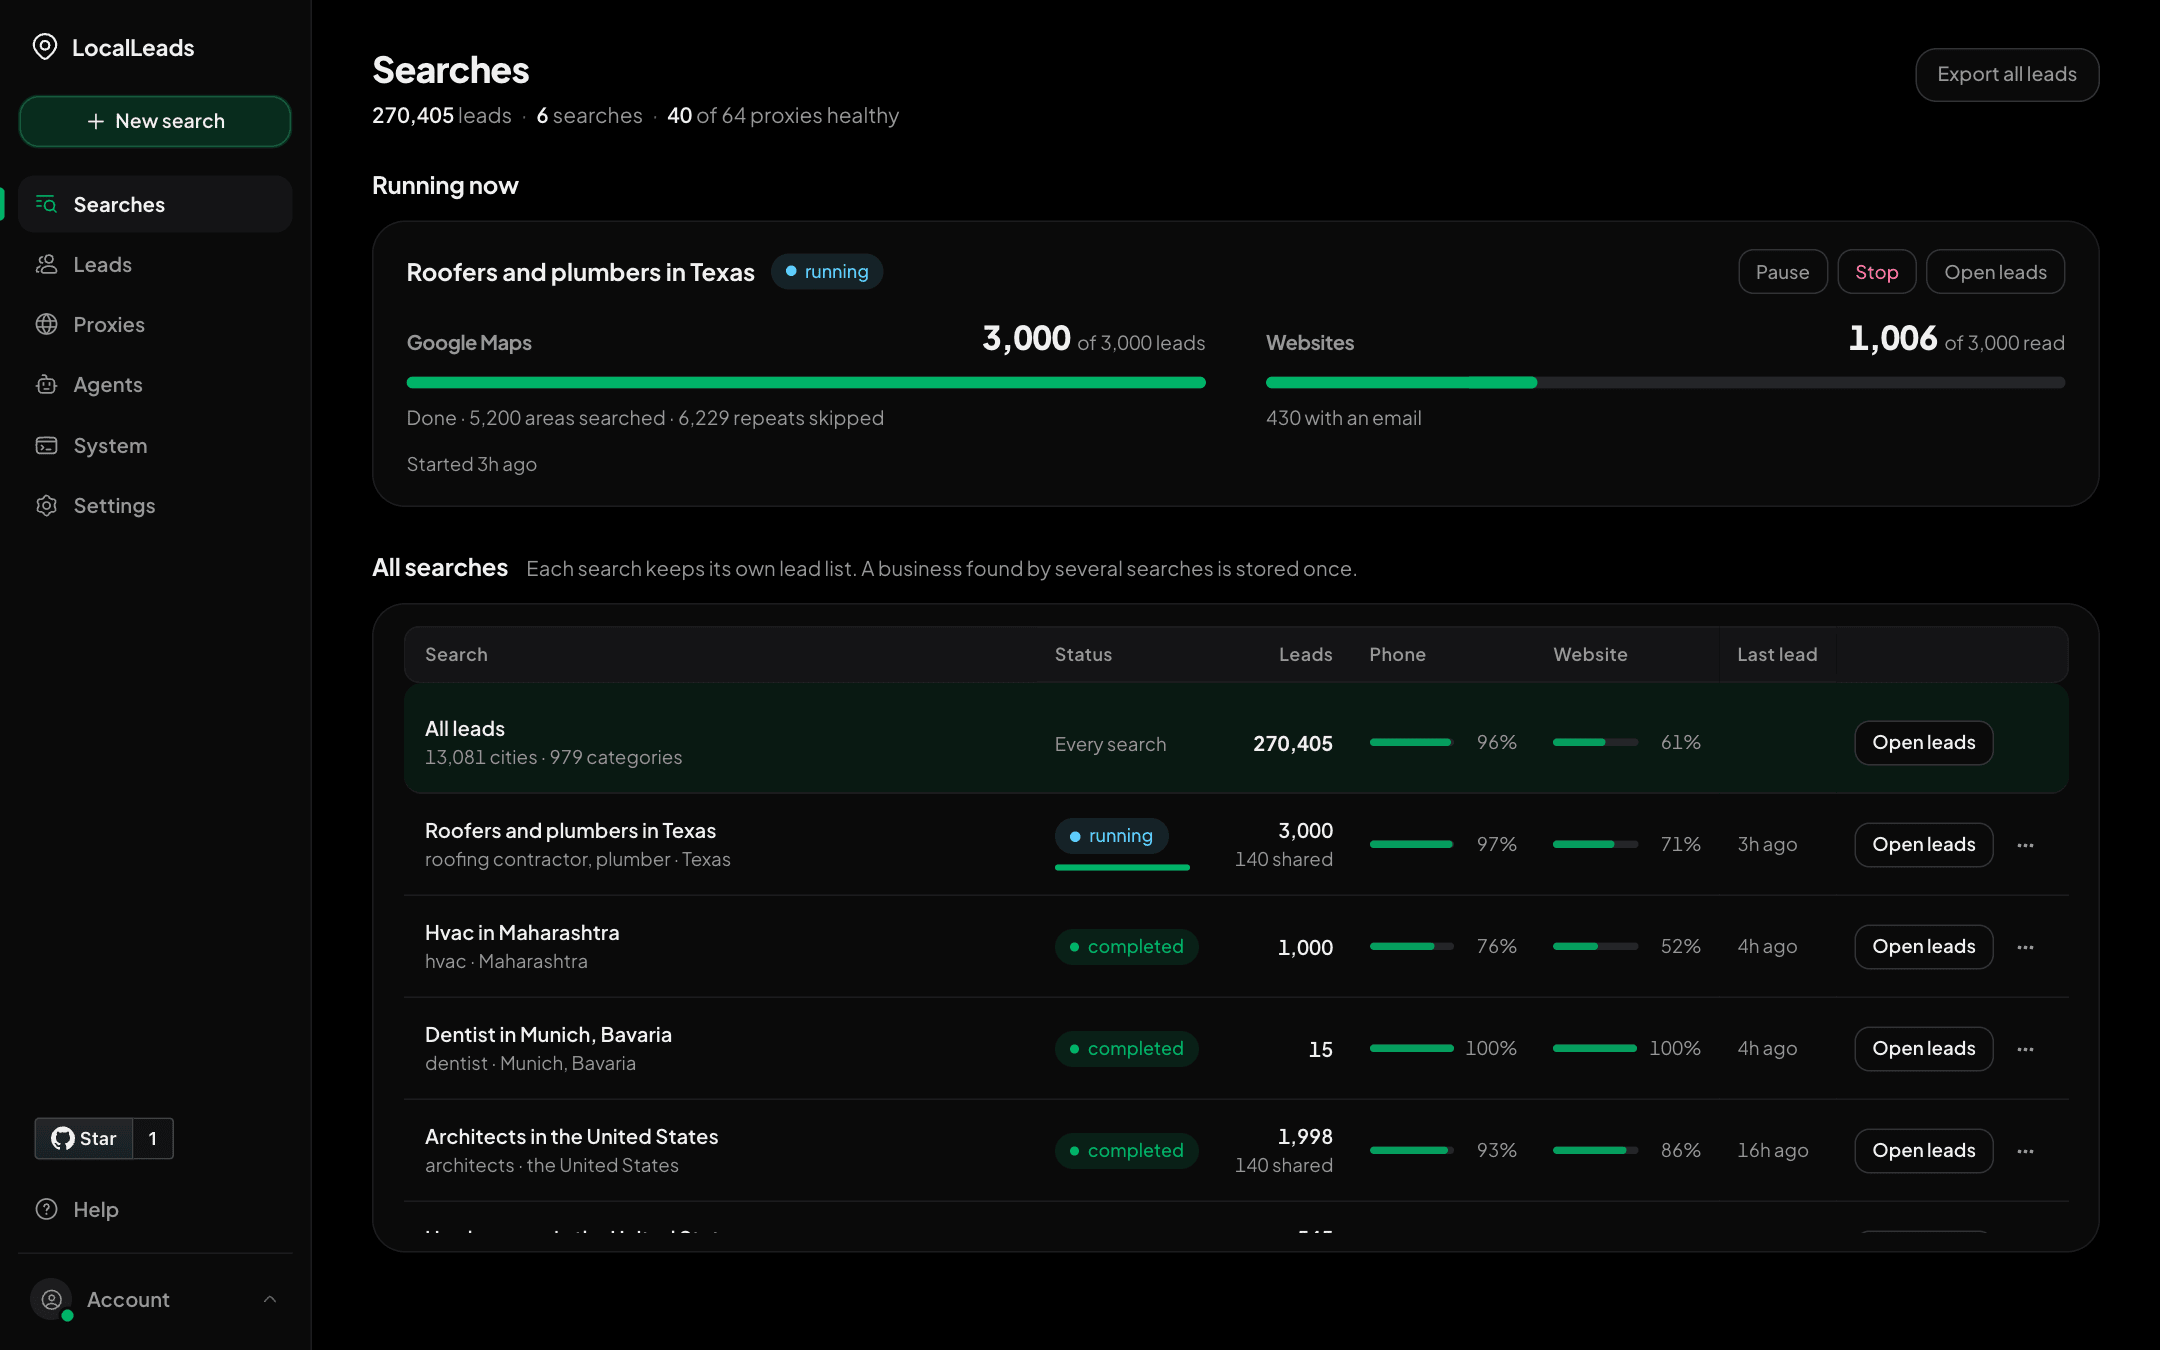 LocalLeads
New search
Searches
Leads
Proxies
Agents
System
Settings
Star 1
Help
Account
Searches
270,405 leads · 6 searches · 40 of 64 proxies healthy
Export all leads
Running now
Roofers and plumbers in Texas running
Pause Stop Open leads
Google Maps 3,000 of 3,000 leads
Done · 5,200 areas searched · 6,229 repeats skipped
Started 3h ago
Websites 1,006 of 3,000 read
430 with an email
All searches Each search keeps its own lead list. A business found by several searches is stored once.
Search Status Leads Phone Website Last lead
All leads
13,081 cities · 979 categories
Every search 270,405 96% 61% Open leads
Roofers and plumbers in Texas
roofing contractor, plumber · Texas
running 3,000
140 shared
97% 71% 3h ago Open leads ...
Hvac in Maharashtra
hvac · Maharashtra
completed 1,000 76% 52% 4h ago Open leads ...
Dentist in Munich, Bavaria
dentist · Munich, Bavaria
completed 15 100% 100% 4h ago Open leads ...
Architects in the United States
architects · the United States
completed 1,998
140 shared
93% 86% 16h ago Open leads ...